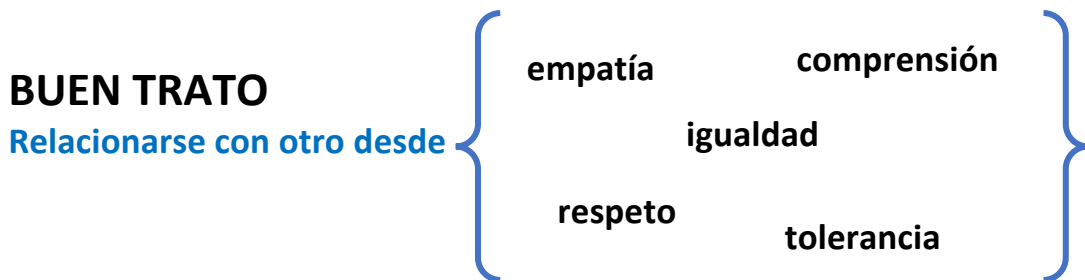 BUEN TRATO
Relacionarse con otro desde
empatía
comprensión
igualdad
respeto
tolerancia